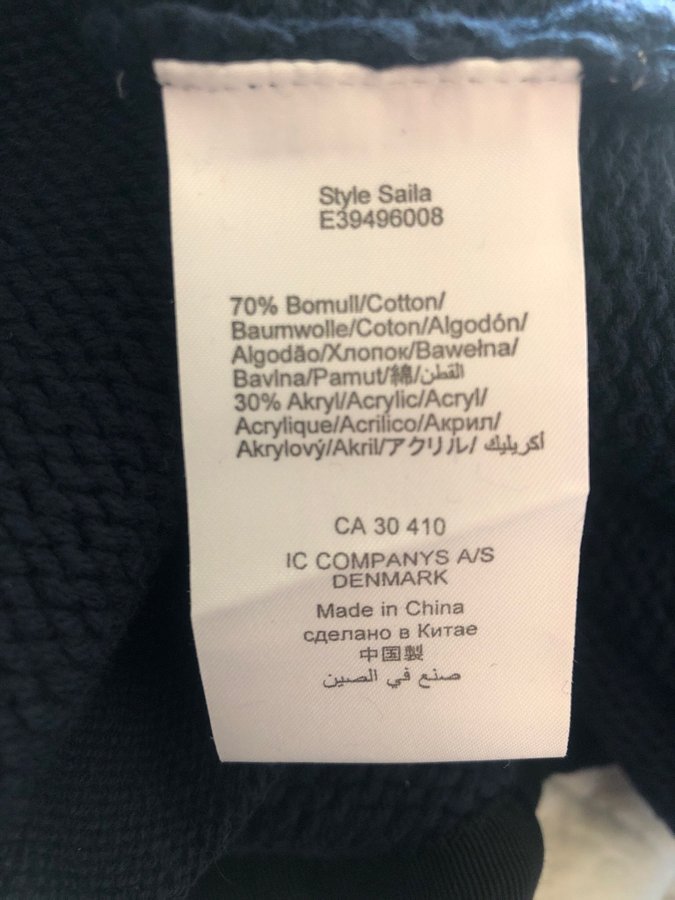 Style Saila
E39496008
70% Bomull/Cotton/
Baumwolle/Coton/Algodón/
Algodão/Хлопок/Bawełna/
Bavlna/Pamut/綿/القطن
30% Akryl/Acrylic/Acryl/
Acrylique/Acrilico/Акрил/
Akrylový/Akril/アクリル/ أكريليك
CA 30 410
IC COMPANYS A/S
DENMARK
Made in China
сделано в Китае
中国製
صنع في الصين